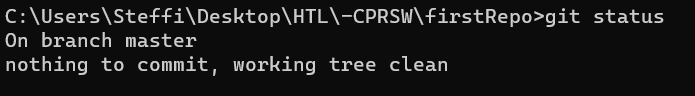 C:\Users\Steffi\Desktop\HTL\-CPRSW\firstRepo>git status
On branch master
nothing to commit, working tree clean